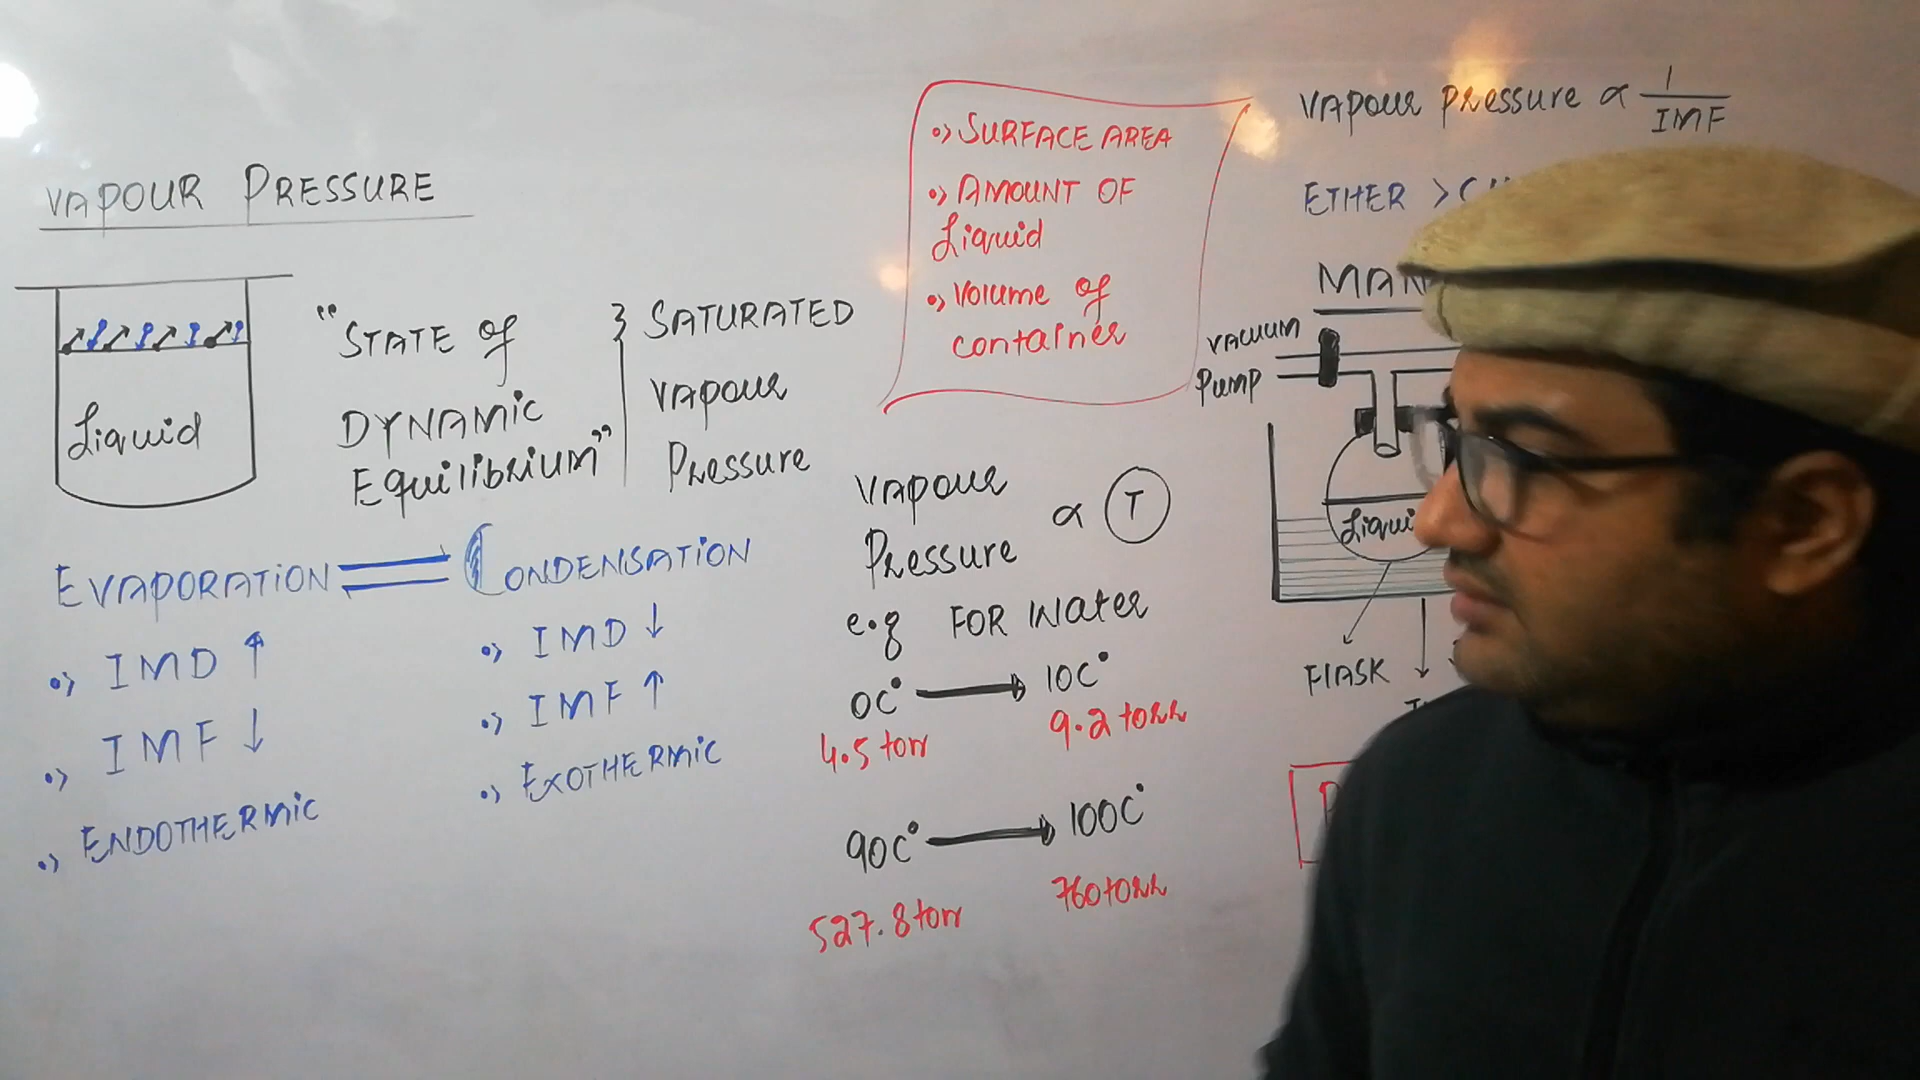 VAPOUR PRESSURE
Liquid
"STATE of
DYNAMIC
Equilibrium"
SATURATED
VAPOUR
Pressure
EVAPORATION
CONDENSATION
IMD ↑
IMF ↓
ENDOTHERMIC
IMD ↓
IMF ↑
EXOTHERMIC
SURFACE AREA
AMOUNT OF
Liquid
Volume of
container
VAPOUR
Pressure
∝ T
e.g FOR WATER
0C° → 10C°
4.5 torr 9.2 torr
90C° → 100C°
527.8 torr 760 torr
VAPOUR PRESSURE ∝ 1
IMF
ETHER >
VACUUM
Pump
Liqui
FLASK